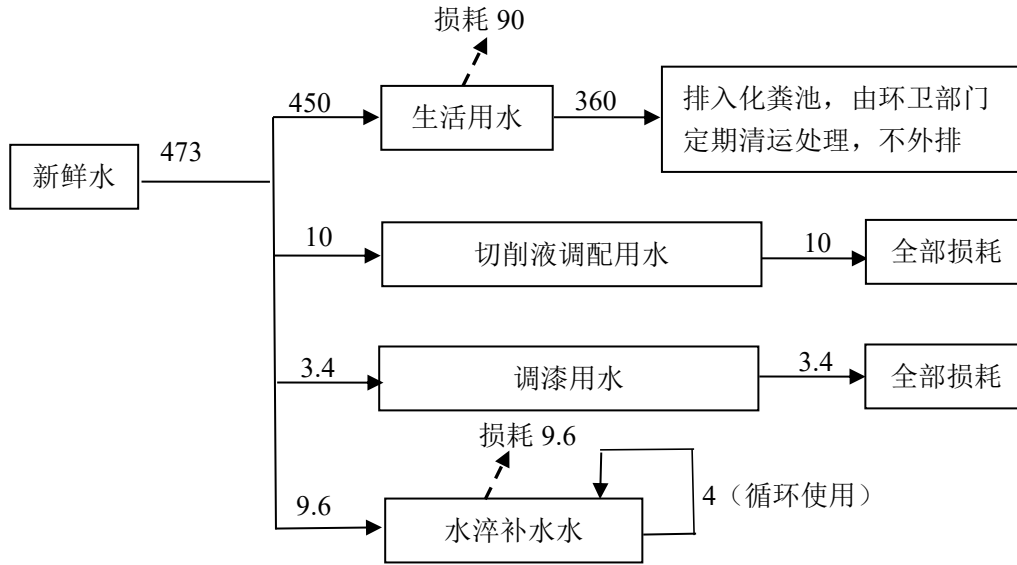 损耗 90
450
生活用水
360
排入化粪池，由环卫部门
定期清运处理，不外排
新鲜水
473
10
切削液调配用水
10
全部损耗
3.4
调漆用水
3.4
全部损耗
损耗 9.6
9.6
水淬补水水
4（循环使用）